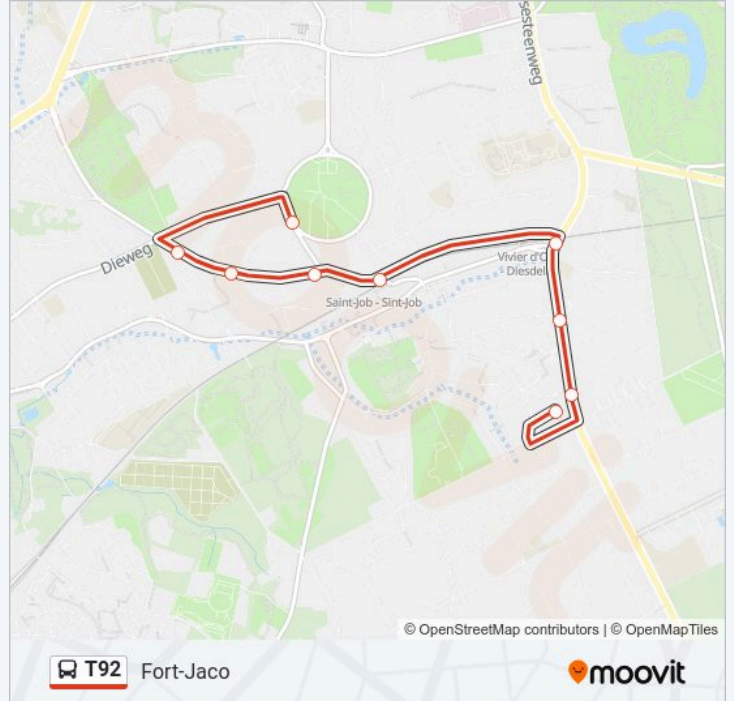 sesteenweg
Dieweg
Vivier d'O
Diesdel
Saint-Job - Sint-Job
© OpenStreetMap contributors | © OpenMapTiles
T92 Fort-Jaco
moovit